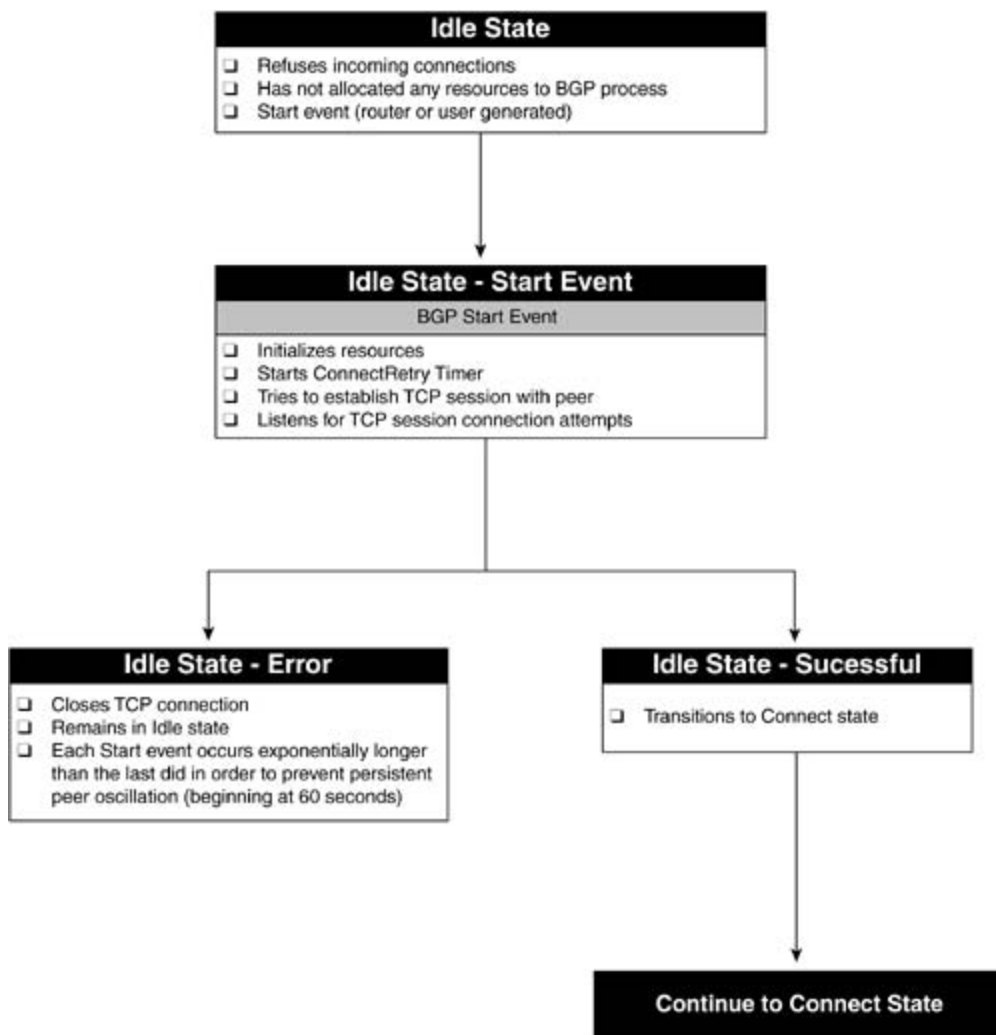 Idle State
❑ Refuses incoming connections
❑ Has not allocated any resources to BGP process
❑ Start event (router or user generated)
Idle State - Start Event
BGP Start Event
❑ Initializes resources
❑ Starts ConnectRetry Timer
❑ Tries to establish TCP session with peer
❑ Listens for TCP session connection attempts
Idle State - Error
❑ Closes TCP connection
❑ Remains in Idle state
❑ Each Start event occurs exponentially longer
than the last did in order to prevent persistent
peer oscillation (beginning at 60 seconds)
Idle State - Sucessful
❑ Transitions to Connect state
Continue to Connect State